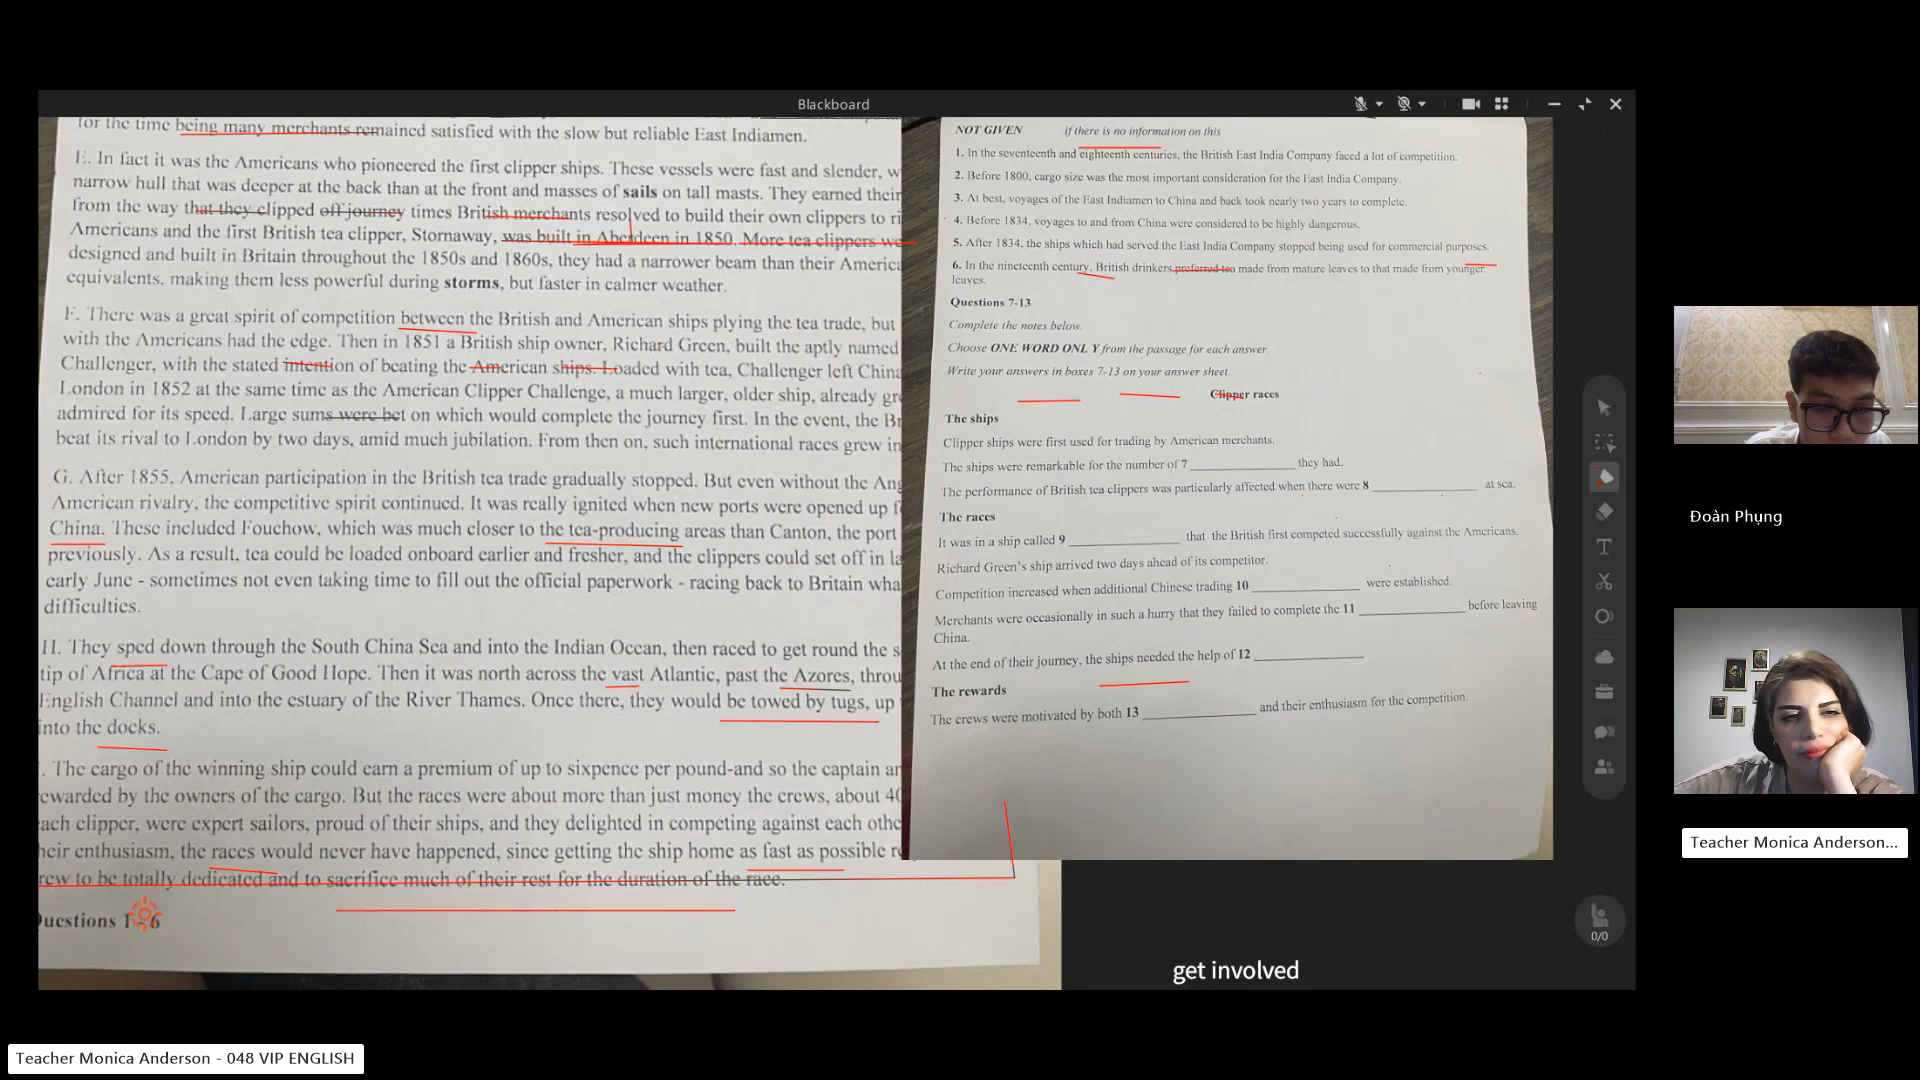 Blackboard
for the time being many merchants remained satisfied with the slow but reliable East Indiamen.
E. In fact it was the Americans who pioneered the first clipper ships. These vessels were fast and slender, w
narrow hull that was deeper at the back than at the front and masses of sails on tall masts. They earned their
from the way that they clipped off journey times British merchants resolved to build their own clippers to ri
Americans and the first British tea clipper, Stornaway, was built in Aberdeen in 1850. More tea clippers we
designed and built in Britain throughout the 1850s and 1860s, they had a narrower beam than their America
equivalents, making them less powerful during storms, but faster in calmer weather.
F. There was a great spirit of competition between the British and American ships plying the tea trade, but
with the Americans had the edge. Then in 1851 a British ship owner, Richard Green, built the aptly named
Challenger, with the stated intention of beating the American ships. Loaded with tea, Challenger left China
London in 1852 at the same time as the American Clipper Challenge, a much larger, older ship, already gr
admired for its speed. Large sums were bet on which would complete the journey first. In the event, the Br
beat its rival to London by two days, amid much jubilation. From then on, such international races grew in
G. After 1855, American participation in the British tea trade gradually stopped. But even without the Ang
American rivalry, the competitive spirit continued. It was really ignited when new ports were opened up f
China. These included Fouchow, which was much closer to the tea-producing areas than Canton, the port
previously. As a result, tea could be loaded onboard earlier and fresher, and the clippers could set off in la
early June - sometimes not even taking time to fill out the official paperwork - racing back to Britain wha
difficulties.
H. They sped down through the South China Sea and into the Indian Ocean, then raced to get round the s
tip of Africa at the Cape of Good Hope. Then it was north across the vast Atlantic, past the Azores, throu
English Channel and into the estuary of the River Thames. Once there, they would be towed by tugs, up
into the docks.
. The cargo of the winning ship could earn a premium of up to sixpence per pound-and so the captain an
ewarded by the owners of the cargo. But the races were about more than just money the crews, about 40
each clipper, were expert sailors, proud of their ships, and they delighted in competing against each othe
heir enthusiasm, the races would never have happened, since getting the ship home as fast as possible r
rew to be totally dedicated and to sacrifice much of their rest for the duration of the race.
Questions 1 - 6
NOT GIVEN if there is no information on this
1. In the seventeenth and eighteenth centuries, the British East India Company faced a lot of competition.
2. Before 1800, cargo size was the most important consideration for the East India Company.
3. At best, voyages of the East Indiamen to China and back took nearly two years to complete.
4. Before 1834, voyages to and from China were considered to be highly dangerous.
5. After 1834, the ships which had served the East India Company stopped being used for commercial purposes.
6. In the nineteenth century, British drinkers preferred tea made from mature leaves to that made from younger
leaves.
Questions 7-13
Complete the notes below.
Choose ONE WORD ONLY from the passage for each answer.
Write your answers in boxes 7-13 on your answer sheet.
Clipper races
The ships
Clipper ships were first used for trading by American merchants.
The ships were remarkable for the number of 7 ____________ they had.
The performance of British tea clippers was particularly affected when there were 8 ____________ at sea.
The races
It was in a ship called 9 ____________ that the British first competed successfully against the Americans.
Richard Green's ship arrived two days ahead of its competitor.
Competition increased when additional Chinese trading 10 ____________ were established.
Merchants were occasionally in such a hurry that they failed to complete the 11 ____________ before leaving
China.
At the end of their journey, the ships needed the help of 12 ____________
The rewards
The crews were motivated by both 13 ____________ and their enthusiasm for the competition.
get involved
0/0
Đoàn Phụng
Teacher Monica Anderson...
Teacher Monica Anderson - 048 VIP ENGLISH